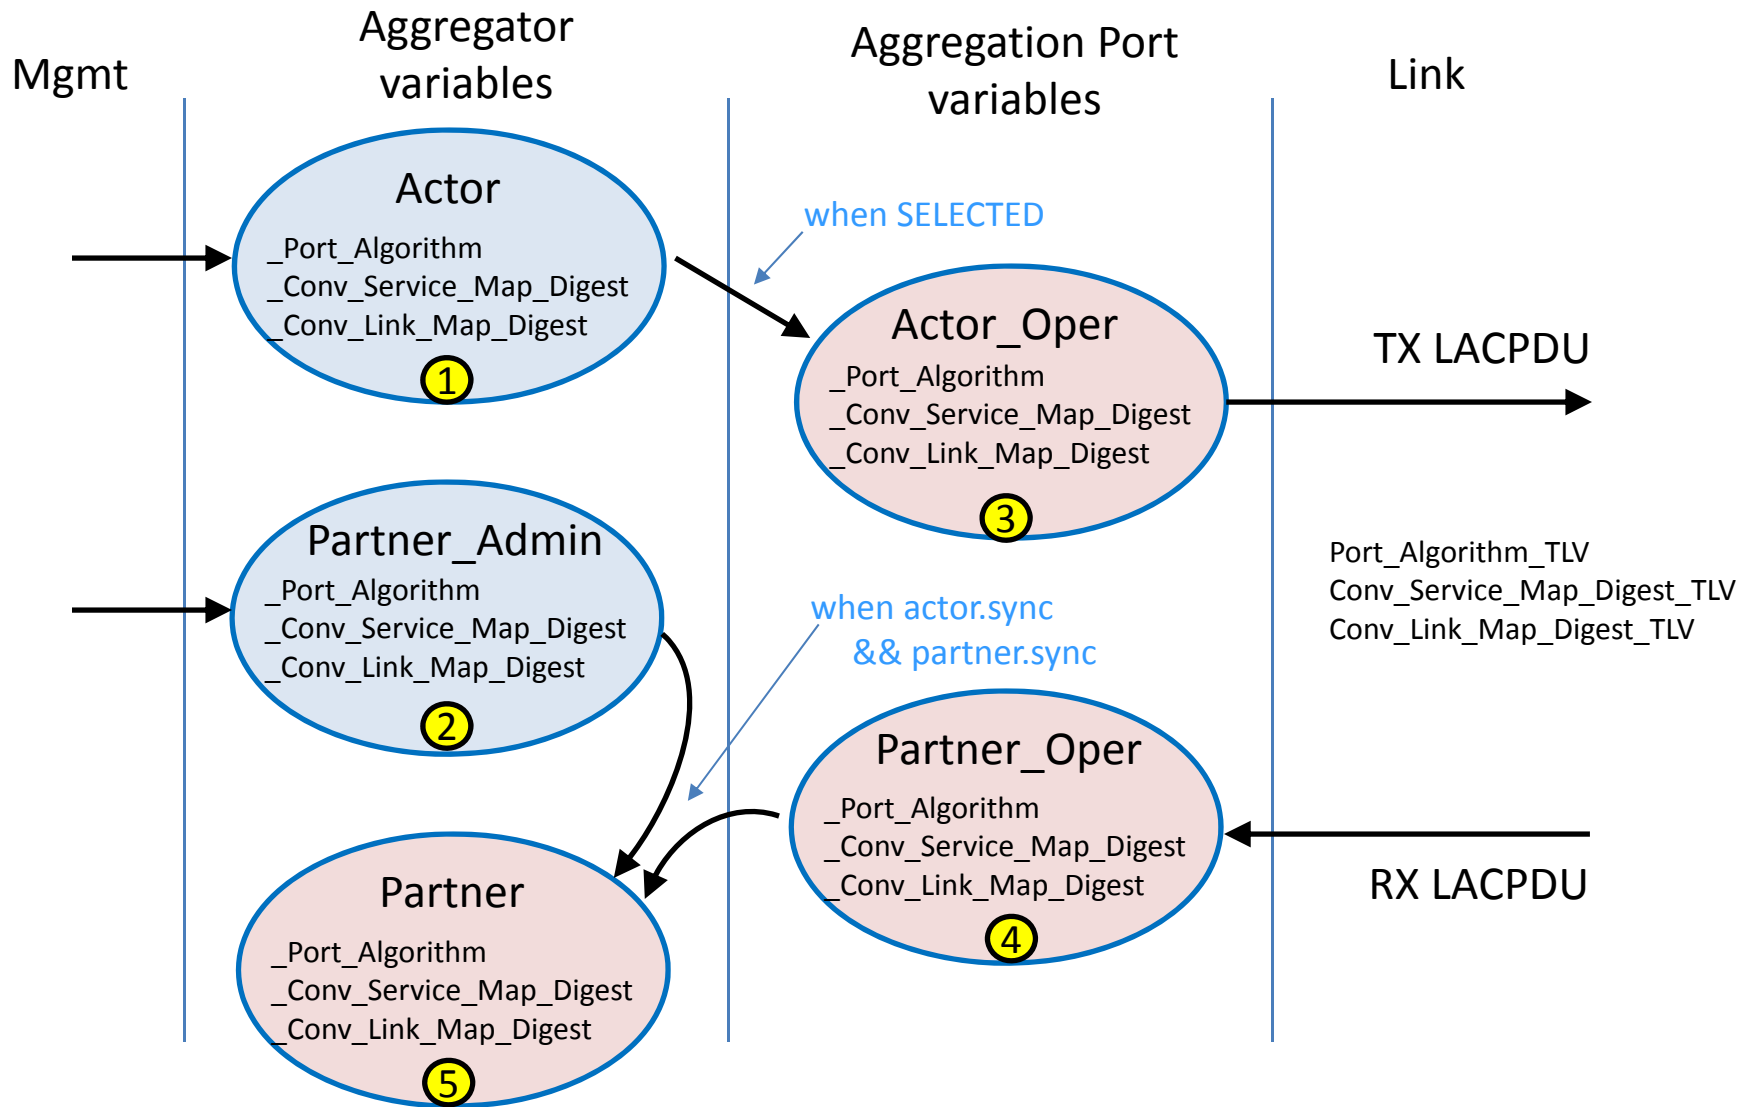 Mgmt
Aggregator
variables
Aggregation Port
variables
Link
Actor
_Port_Algorithm
_Conv_Service_Map_Digest
_Conv_Link_Map_Digest
1
when SELECTED
Actor_Oper
_Port_Algorithm
_Conv_Service_Map_Digest
_Conv_Link_Map_Digest
3
TX LACPDU
Partner_Admin
_Port_Algorithm
_Conv_Service_Map_Digest
_Conv_Link_Map_Digest
2
when actor.sync
&& partner.sync
Port_Algorithm_TLV
Conv_Service_Map_Digest_TLV
Conv_Link_Map_Digest_TLV
Partner_Oper
_Port_Algorithm
_Conv_Service_Map_Digest
_Conv_Link_Map_Digest
4
RX LACPDU
Partner
_Port_Algorithm
_Conv_Service_Map_Digest
_Conv_Link_Map_Digest
5